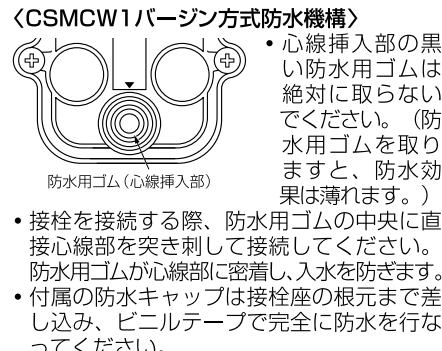 〈CSMCW1バージン方式防水機構〉
防水用ゴム(心線挿入部)
• 心線挿入部の黒
い防水用ゴムは
絶対に取らない
でください。(防
水用ゴムを取り
ますと、防水効
果は薄れます。)
• 接栓を接続する際、防水用ゴムの中央に直
接心線部を突き刺して接続してください。
防水用ゴムが心線部に密着し、入水を防ぎます。
• 付属の防水キャップは接栓座の根元まで差
し込み、ビニルテープで完全に防水を行な
ってください。